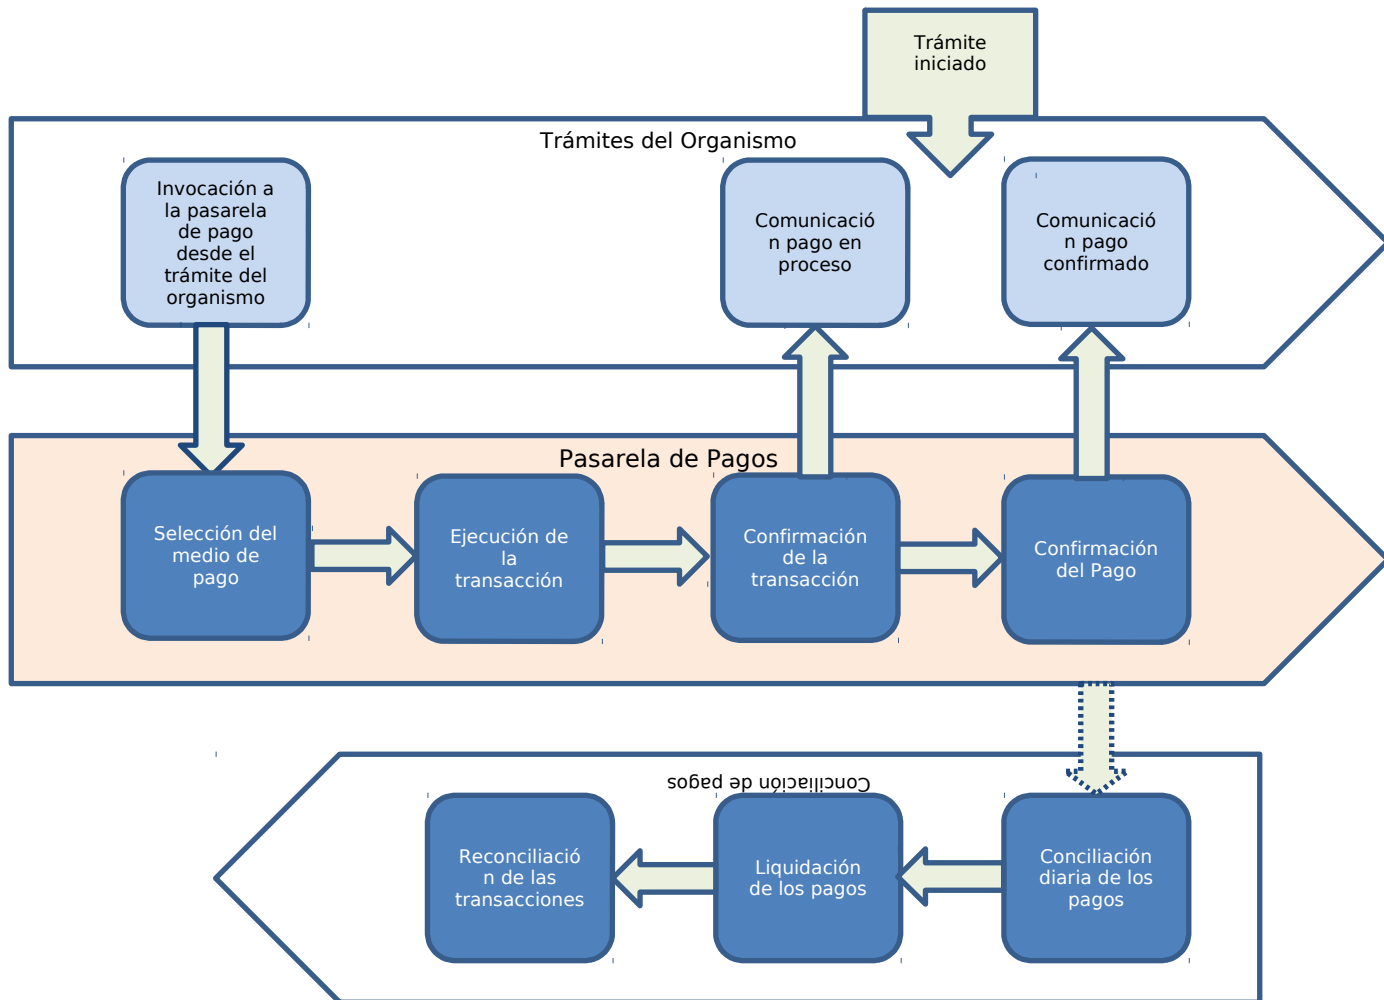 Trámite
iniciado
Trámites del Organismo
Invocación a
la pasarela
de pago
desde el
trámite del
organismo
Comunicació
n pago en
proceso
Comunicació
n pago
confirmado
Pasarela de Pagos
Selección del
medio de
pago
Ejecución de
la
transacción
Confirmación
de la
transacción
Confirmación
del Pago
Conciliación de pagos
Reconciliació
n de las
transacciones
Liquidación
de los pagos
Conciliación
diaria de los
pagos